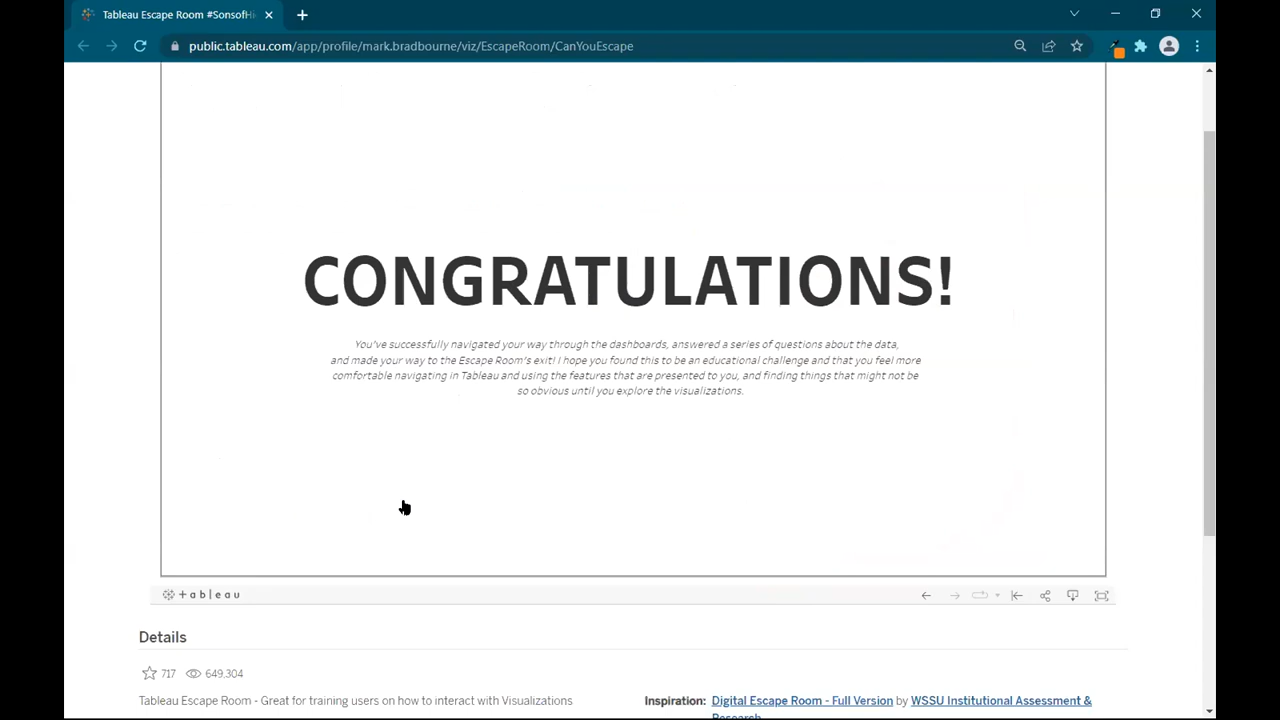 Tableau Escape Room #SonsofHi
public.tableau.com/app/profile/mark.bradbourne/viz/EscapeRoom/CanYouEscape
CONGRATULATIONS!
You've successfully navigated your way through the dashboards, answered a series of questions about the data,
and made your way to the Escape Room's exit! I hope you found this to be an educational challenge and that you feel more
comfortable navigating in Tableau and using the features that are presented to you, and finding things that might not be
so obvious until you explore the visualizations.
+ a b l e a u
Details
717 649,304
Tableau Escape Room - Great for training users on how to interact with Visualizations
Inspiration: Digital Escape Room - Full Version by WSSU Institutional Assessment &
Research